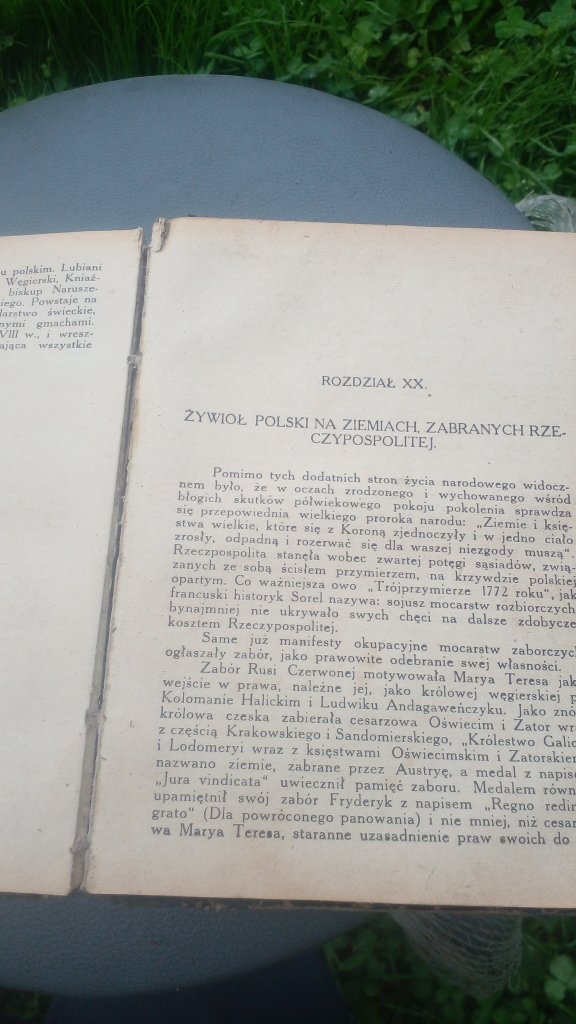 u polskim. Lubiani
Węgierski, Kniaź-
biskup Narusze-
iego. Powstaje na
larstwo świeckie,
nymi gmachami.
VIII w., i wresz-
ająca wszystkie
ROZDZIAŁ XX.
ŻYWIOŁ POLSKI NA ZIEMIACH, ZABRANYCH RZE-
CZYPOSPOLITEJ.
Pomimo tych dodatnich stron życia narodowego widocz-
nem było, że w oczach zrodzonego i wychowanego wśród
błogich skutków półwiekowego pokoju pokolenia sprawdza
się przepowiednia wielkiego proroka narodu: „Ziemie i księ-
stwa wielkie, które się z Koroną zjednoczyły i w jedno ciało
zrosły, odpadną i rozerwać się dla waszej niezgody muszą".
Rzeczpospolita stanęła wobec zwartej potęgi sąsiadów, zwią-
zanych ze sobą ścisłem przymierzem, na krzywdzie polskiej
opartym. Co ważniejsza owo „Trójprzymierze 1772 roku", jak
francuski historyk Sorel nazywa: sojusz mocarstw rozbiorczych
bynajmniej nie ukrywało swych chęci na dalsze zdobycze
kosztem Rzeczypospolitej.
Same już manifesty okupacyjne mocarstw zaborczych
ogłaszały zabór, jako prawowite odebranie swej własności.
Zabór Rusi Czerwonej motywowała Marya Teresa jak
wejście w prawa, należne jej, jako królowej węgierskiej p
Kolomanie Halickim i Ludwiku Andagaweńczyku. Jako znó
królowa czeska zabierała cesarzowa Oświecim i Zator wra
z częścią Krakowskiego i Sandomierskiego, „Królestwo Galic
i Lodomeryi wraz z księstwami Oświecimskim i Zatorskiem
nazwano ziemie, zabrane przez Austryę, a medal z napise
„Jura vindicata" uwiecznił pamięć zaboru. Medalem równ
upamiętnił swój zabór Fryderyk z napisem „Regno redin
grato" (Dla powróconego panowania) i nie mniej, niż cesar
wa Marya Teresa, staranne uzasadnienie praw swoich do